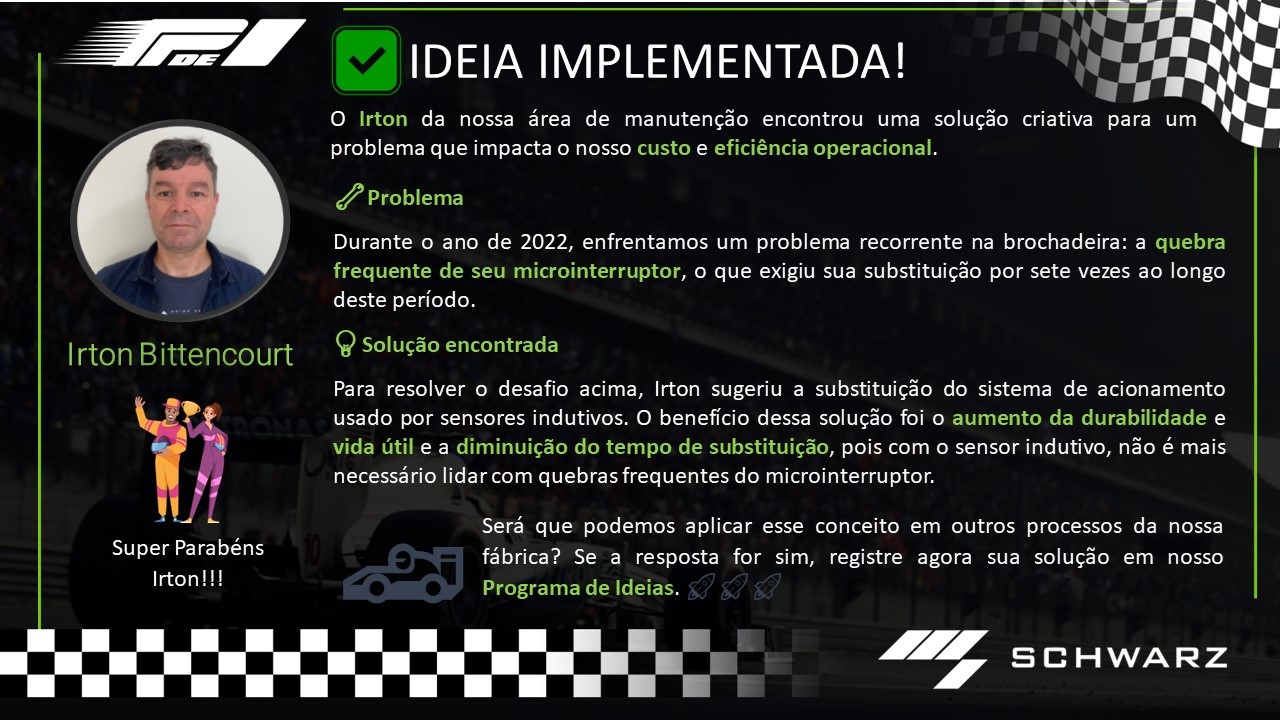 P DE I
IDEIA IMPLEMENTADA!
O Irton da nossa área de manutenção encontrou uma solução criativa para um
problema que impacta o nosso custo e eficiência operacional.
Problema
Durante o ano de 2022, enfrentamos um problema recorrente na brochadeira: a quebra
frequente de seu microinterruptor, o que exigiu sua substituição por sete vezes ao longo
deste período.
Irton Bittencourt
Solução encontrada
Para resolver o desafio acima, Irton sugeriu a substituição do sistema de acionamento
usado por sensores indutivos. O benefício dessa solução foi o aumento da durabilidade e
vida útil e a diminuição do tempo de substituição, pois com o sensor indutivo, não é mais
necessário lidar com quebras frequentes do microinterruptor.
Super Parabéns
Irton!!!
Será que podemos aplicar esse conceito em outros processos da nossa
fábrica? Se a resposta for sim, registre agora sua solução em nosso
Programa de Ideias.
SCHWARZ